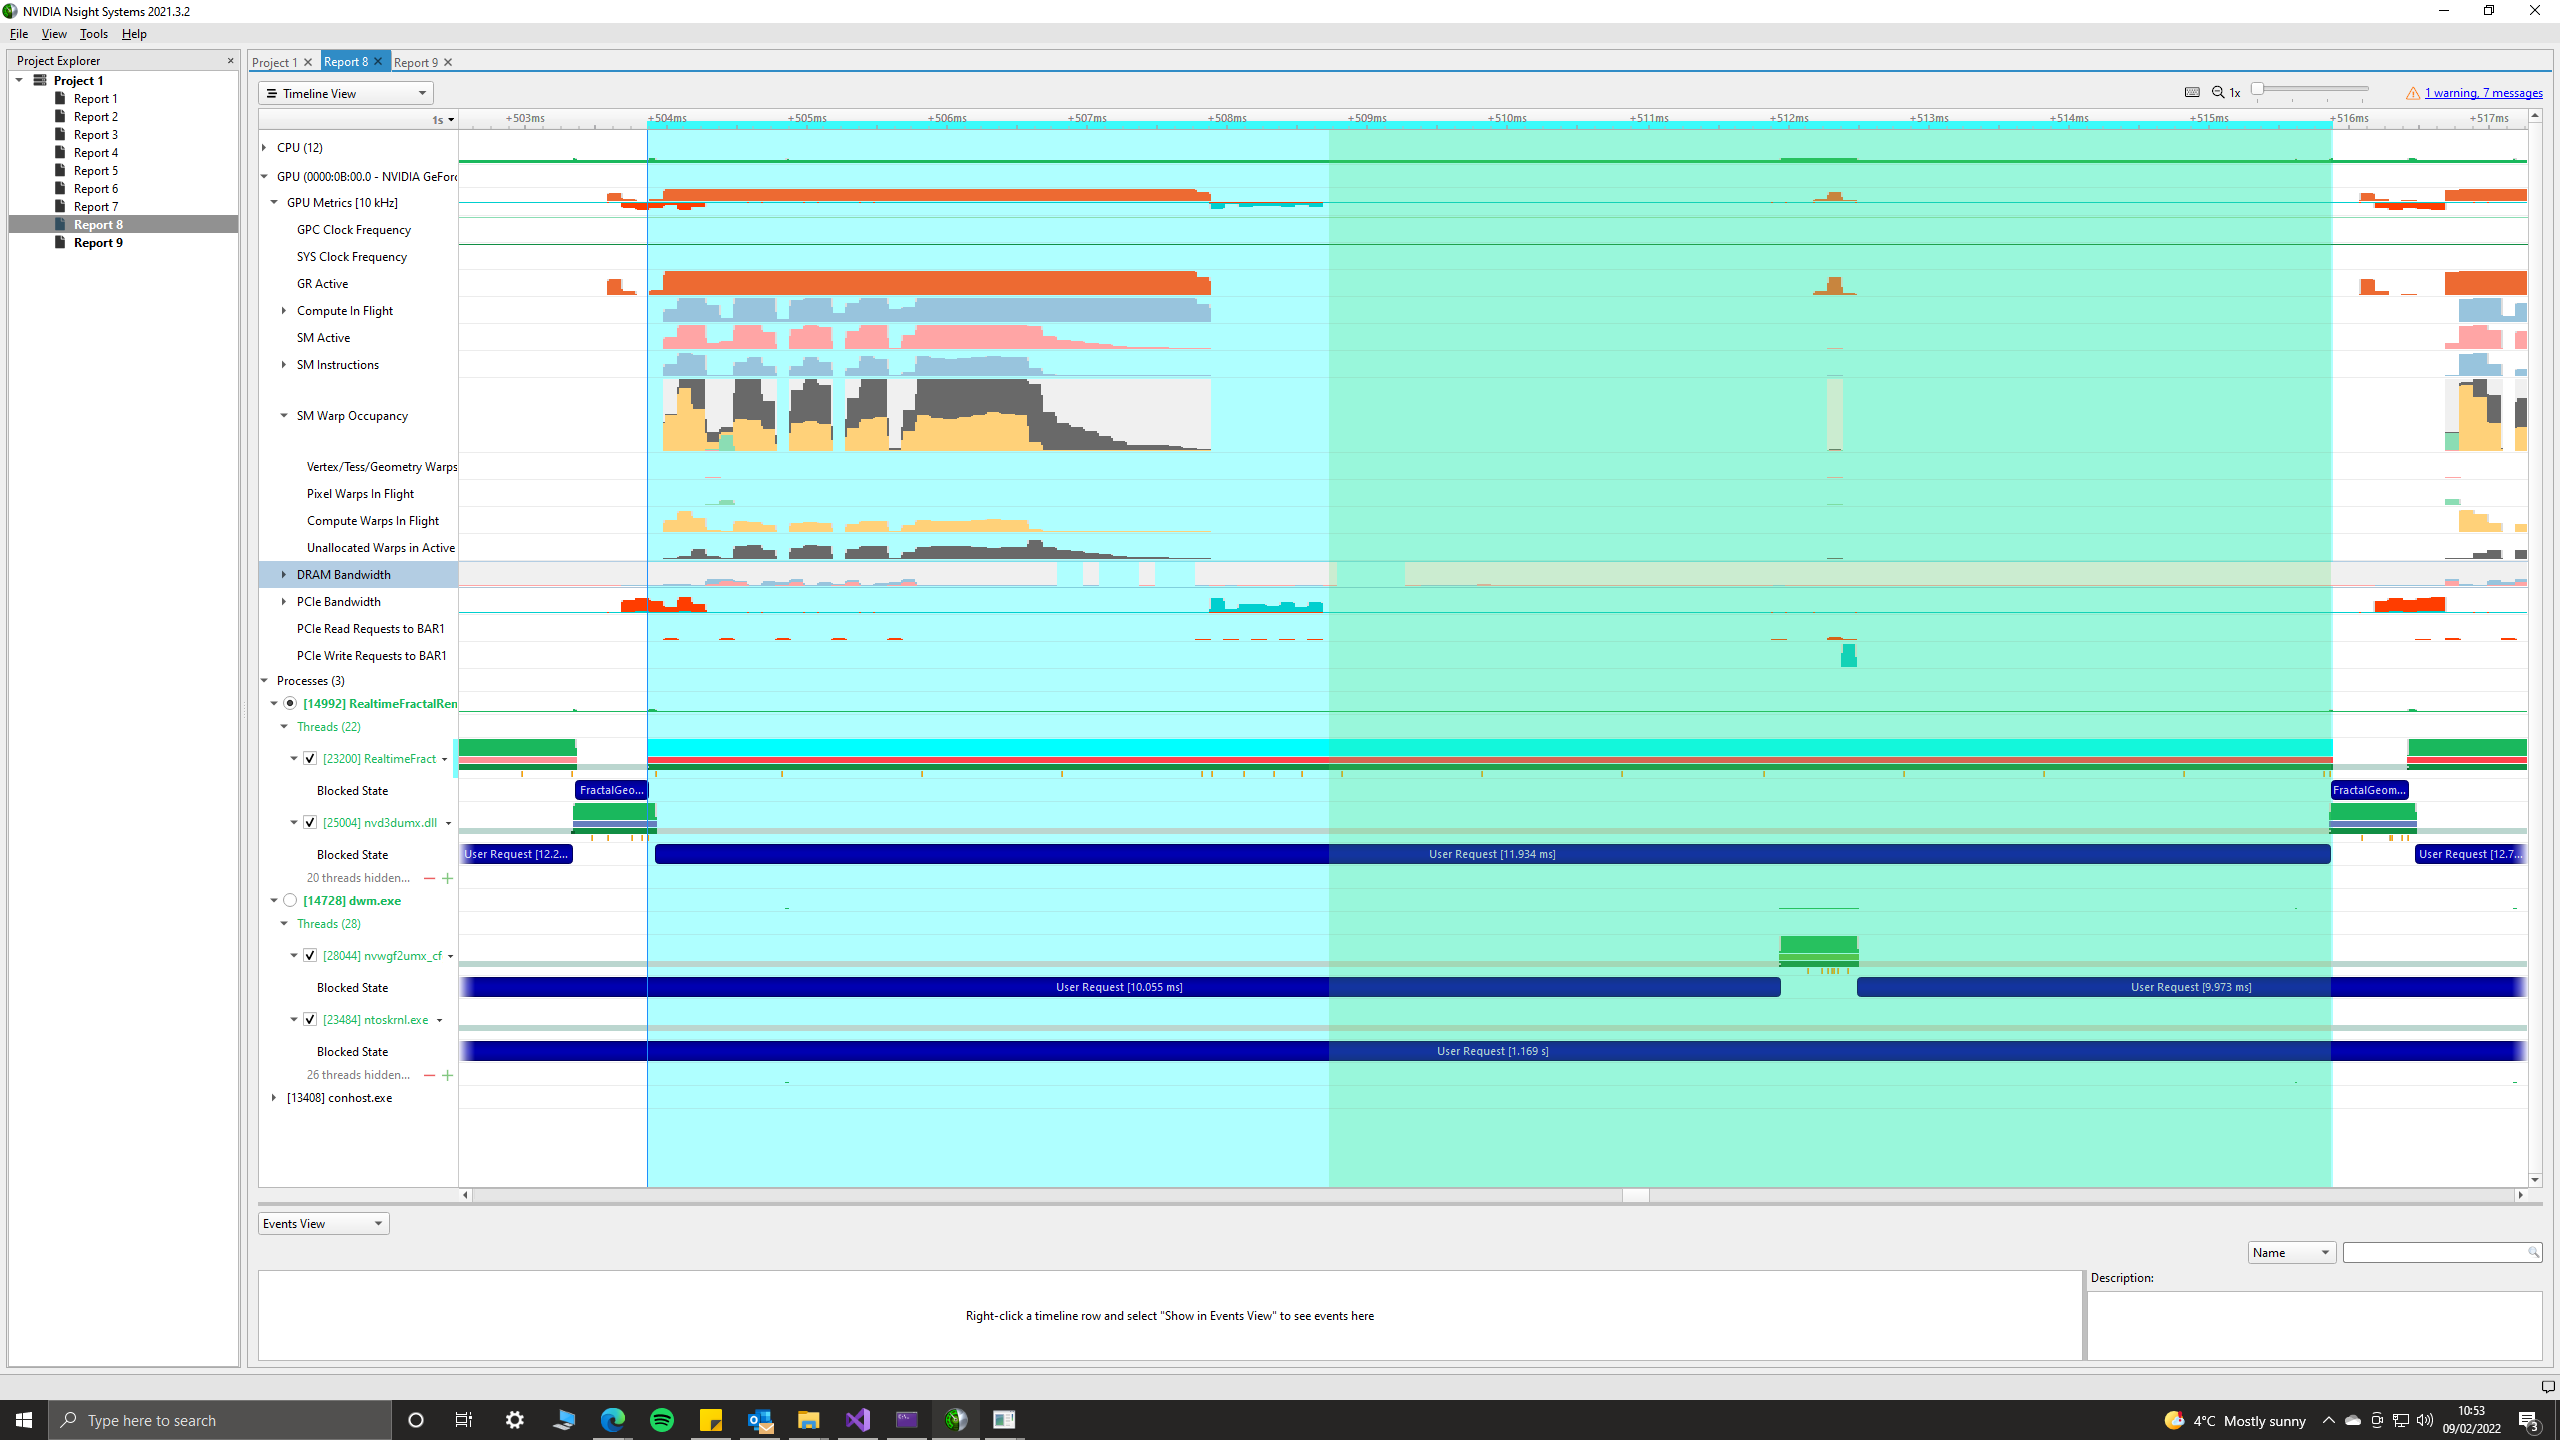 NVIDIA Nsight Systems 2021.3.2
File View Tools Help
Project Explorer
Project 1
Report 1
Report 2
Report 3
Report 4
Report 5
Report 6
Report 7
Report 8
Report 9
Project 1 Report 8 Report 9
Timeline View
1x
1 warning, 7 messages
1s
+503ms +504ms +505ms +506ms +507ms +508ms +509ms +510ms +511ms +512ms +513ms +514ms +515ms +516ms +517ms
CPU (12)
GPU (0000:0B:00.0 - NVIDIA GeForc
GPU Metrics [10 kHz]
GPC Clock Frequency
SYS Clock Frequency
GR Active
Compute In Flight
SM Active
SM Instructions
SM Warp Occupancy
Vertex/Tess/Geometry Warps
Pixel Warps In Flight
Compute Warps In Flight
Unallocated Warps in Active
DRAM Bandwidth
PCIe Bandwidth
PCIe Read Requests to BAR1
PCIe Write Requests to BAR1
Processes (3)
[14992] RealtimeFractalRen
Threads (22)
[23200] RealtimeFract
Blocked State FractalGeo... FractalGeom...
[25004] nvd3dumx.dll
Blocked State User Request [12.2... User Request [11.934 ms] User Request [12.7...
20 threads hidden...
[14728] dwm.exe
Threads (28)
[28044] nvwgf2umx_cf
Blocked State User Request [10.055 ms] User Request [9.973 ms]
[23484] ntoskrnl.exe
Blocked State User Request [1.169 s]
26 threads hidden...
[13408] conhost.exe
Events View
Name
Description:
Right-click a timeline row and select "Show in Events View" to see events here
Type here to search
4°C Mostly sunny
10:53
09/02/2022
3